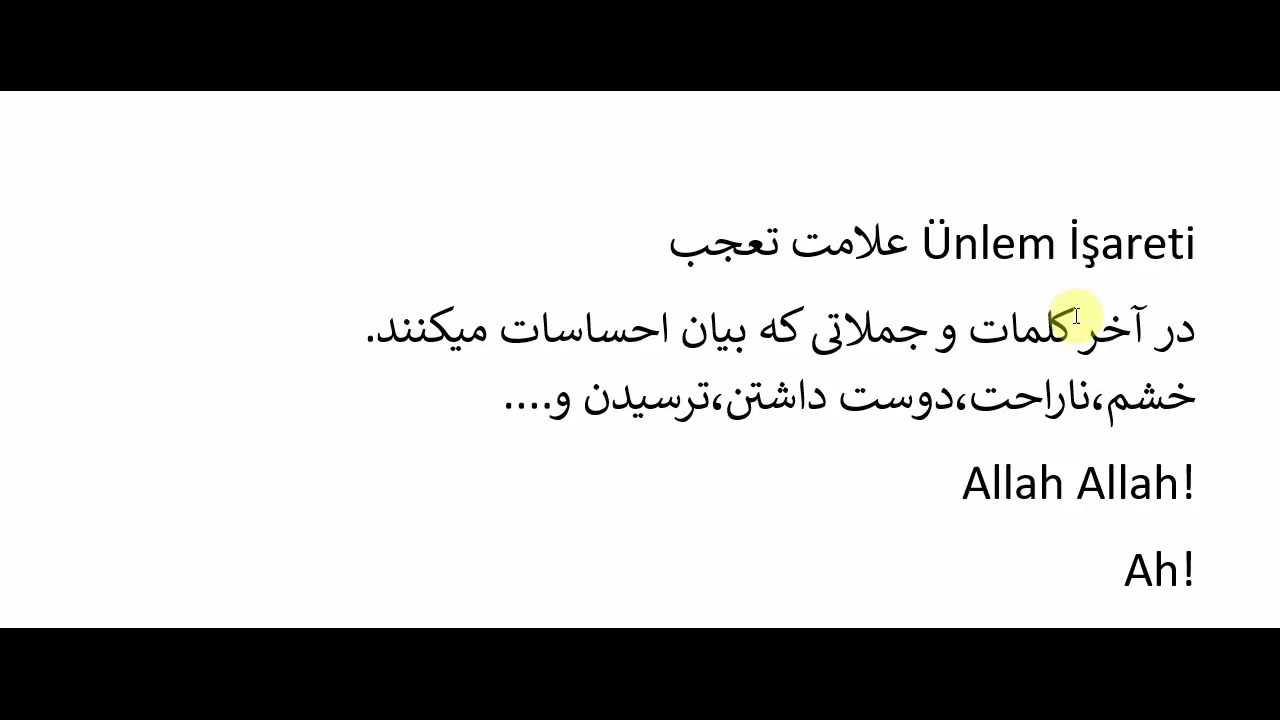 Ünlem İşareti علامت تعجب
در آخر کلمات و جملاتی که بیان احساسات میکنند.
خشم،ناراحت،دوست داشتن،ترسیدن و....
Allah Allah!
Ah!